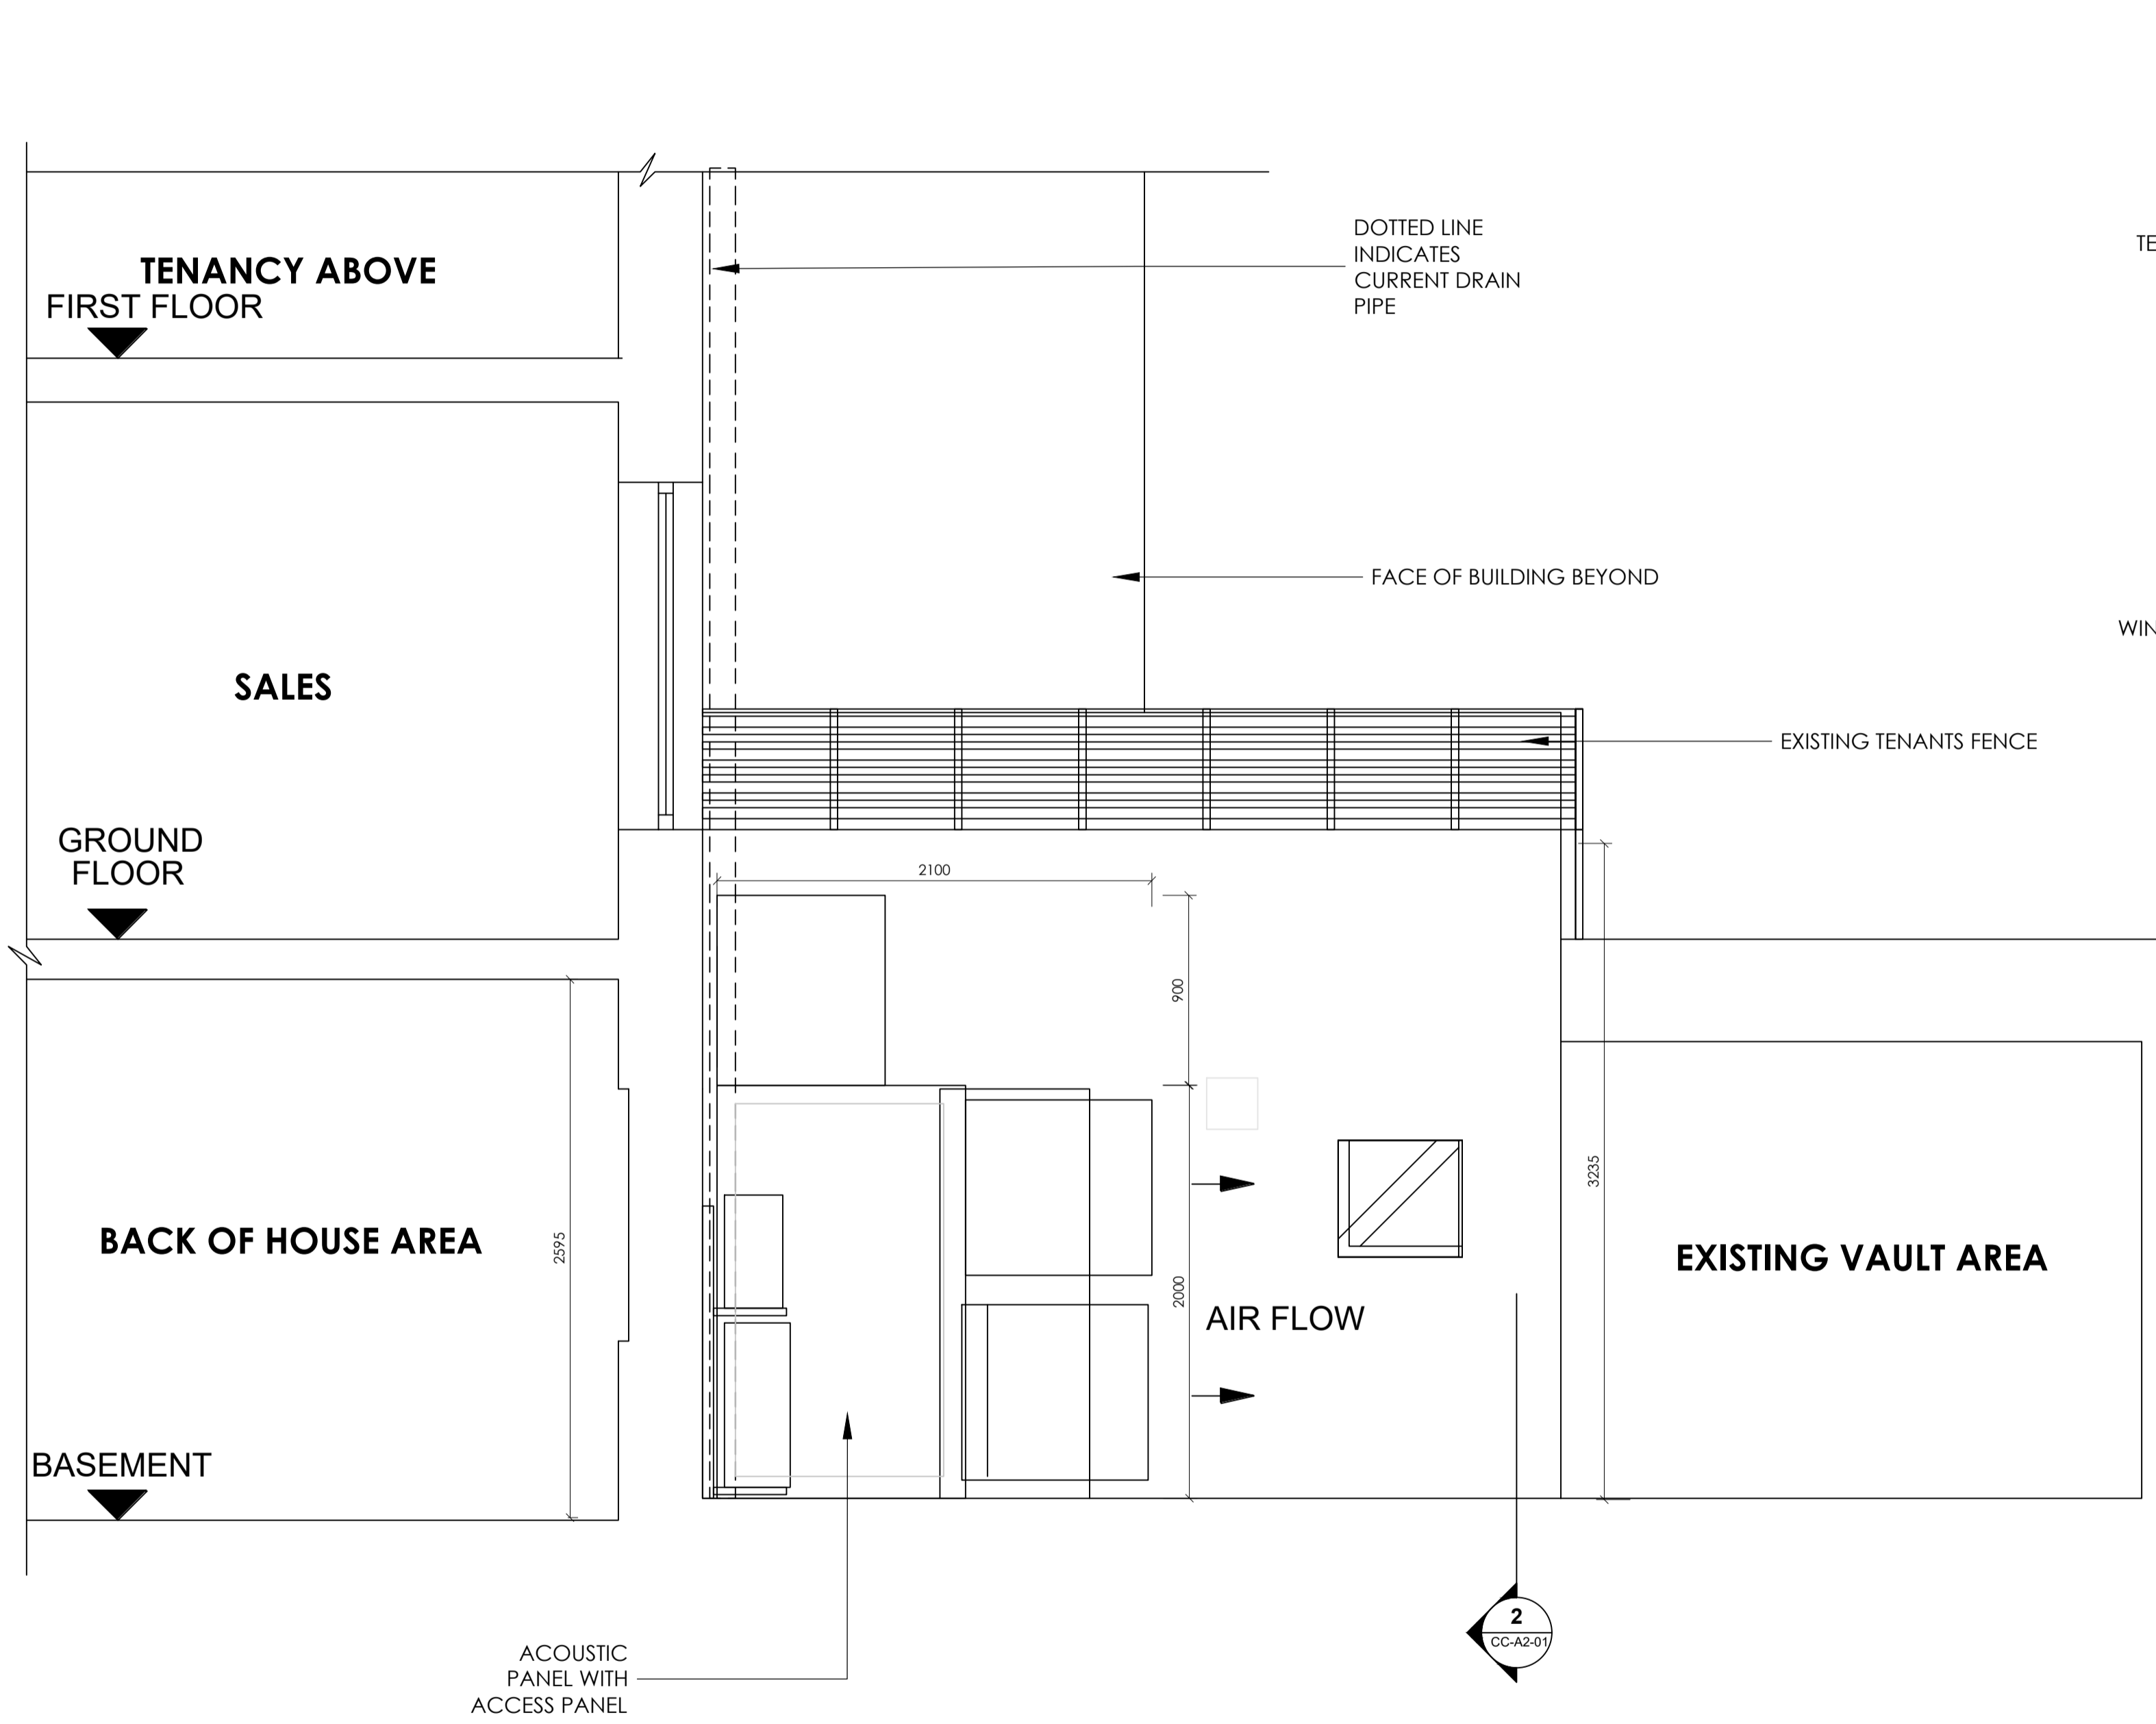 DOTTED LINE
INDICATES
CURRENT DRAIN
PIPE
TENANCY ABOVE
FIRST FLOOR
FACE OF BUILDING BEYOND
SALES
EXISTING TENANTS FENCE
GROUND
FLOOR
2100
900
3235
BACK OF HOUSE AREA
2595
2000
EXISTING VAULT AREA
AIR FLOW
BASEMENT
2
CC-A2-01
ACOUSTIC
PANEL WITH
ACCESS PANEL